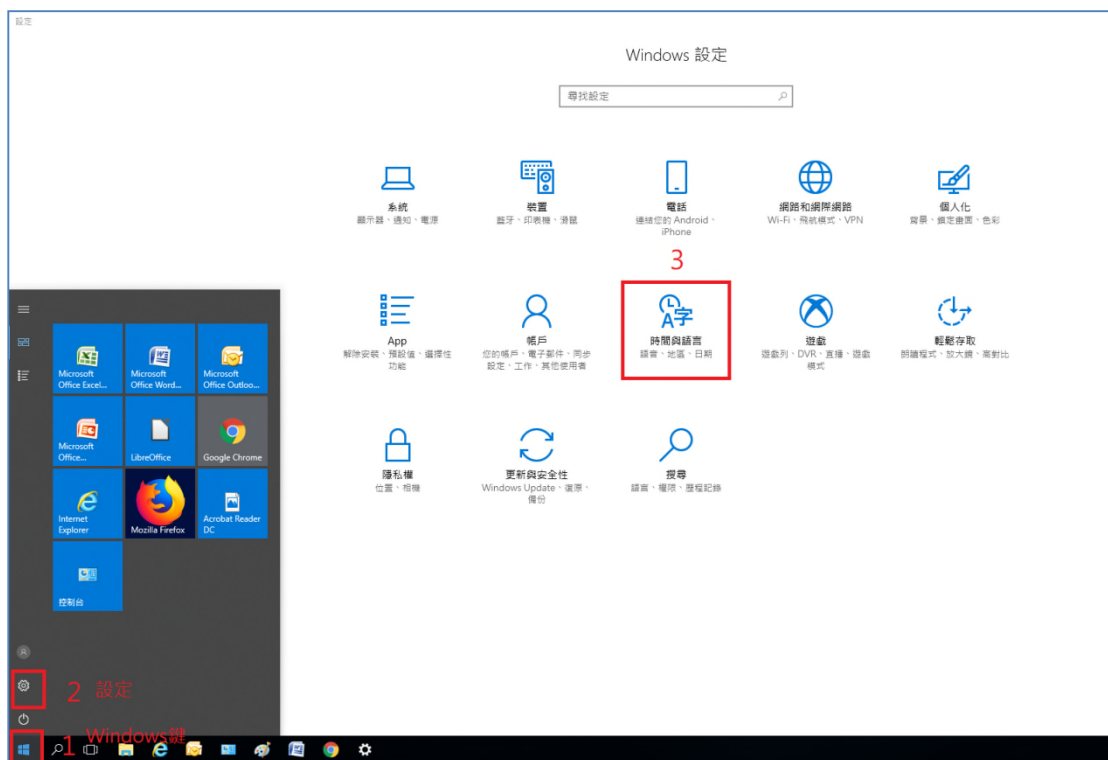 設定
Windows 設定
尋找設定
系統
顯示器、通知、電源
裝置
藍牙、印表機、滑鼠
電話
連結您的 Android、
iPhone
網路和網際網路
Wi-Fi、飛航模式、VPN
個人化
背景、鎖定畫面、色彩
3
App
解除安裝、預設值、選擇性
功能
帳戶
您的帳戶、電子郵件、同步
設定、工作、其他使用者
時間與語言
語音、地區、日期
遊戲
遊戲列、DVR、直播、遊戲
模式
輕鬆存取
朗讀程式、放大鏡、高對比
隱私權
位置、相機
更新與安全性
Windows Update、復原、
備份
搜尋
語言、權限、歷程記錄
Microsoft
Office Excel...
Microsoft
Office Word...
Microsoft
Office Outloo...
Microsoft
Office...
LibreOffice
Google Chrome
Internet
Explorer
Mozilla Firefox
Acrobat Reader
DC
控制台
2 設定
1 Windows鍵